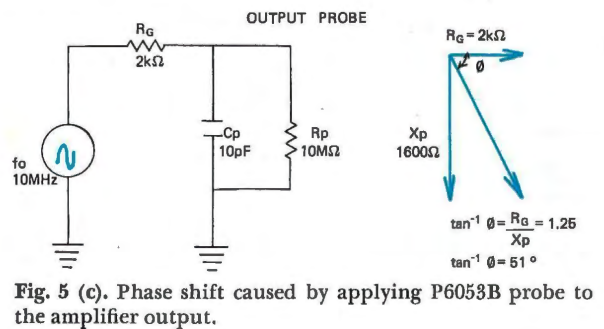 OUTPUT PROBE
RG
2kΩ
Cp
10pF
Rp
10MΩ
fo
10MHz
RG = 2kΩ
Ø
Xp
1600Ω
tan-1 Ø = RG = 1.25
Xp
tan-1 Ø = 51°
Fig. 5 (c). Phase shift caused by applying P6053B probe to
the amplifier output.